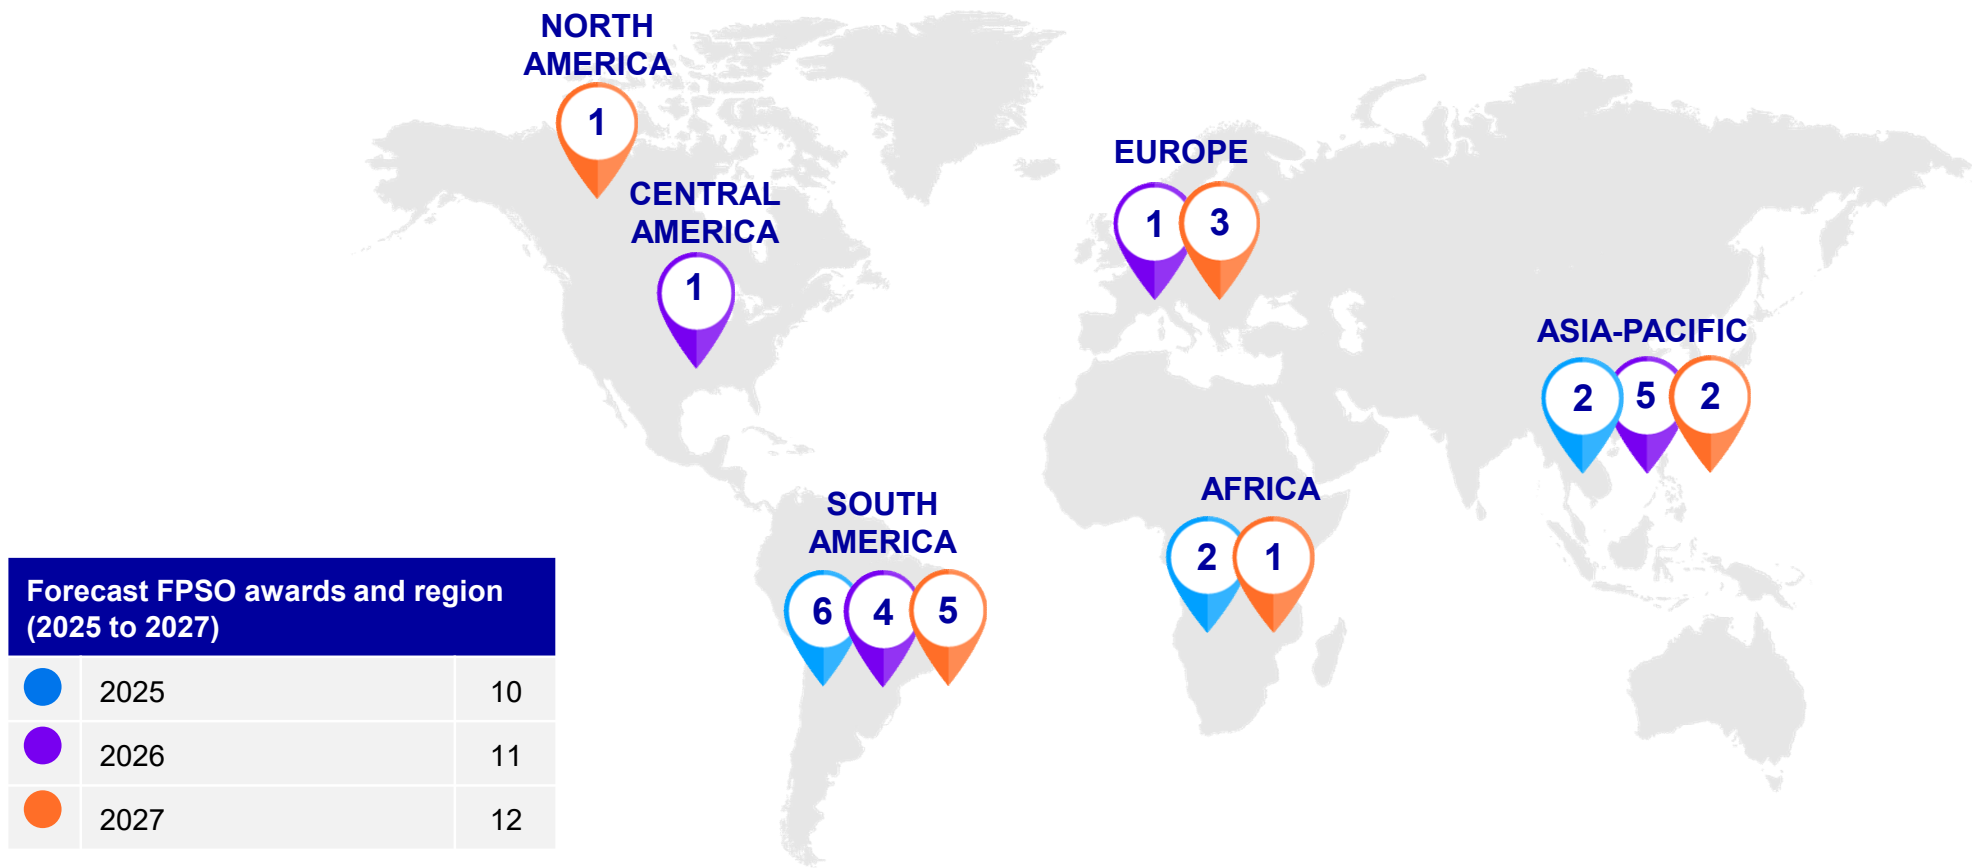 NORTH
AMERICA
1
CENTRAL
AMERICA
1
EUROPE
1 3
ASIA-PACIFIC
2 5 2
AFRICA
2 1
SOUTH
AMERICA
6 4 5
Forecast FPSO awards and region
(2025 to 2027)
2025 10
2026 11
2027 12